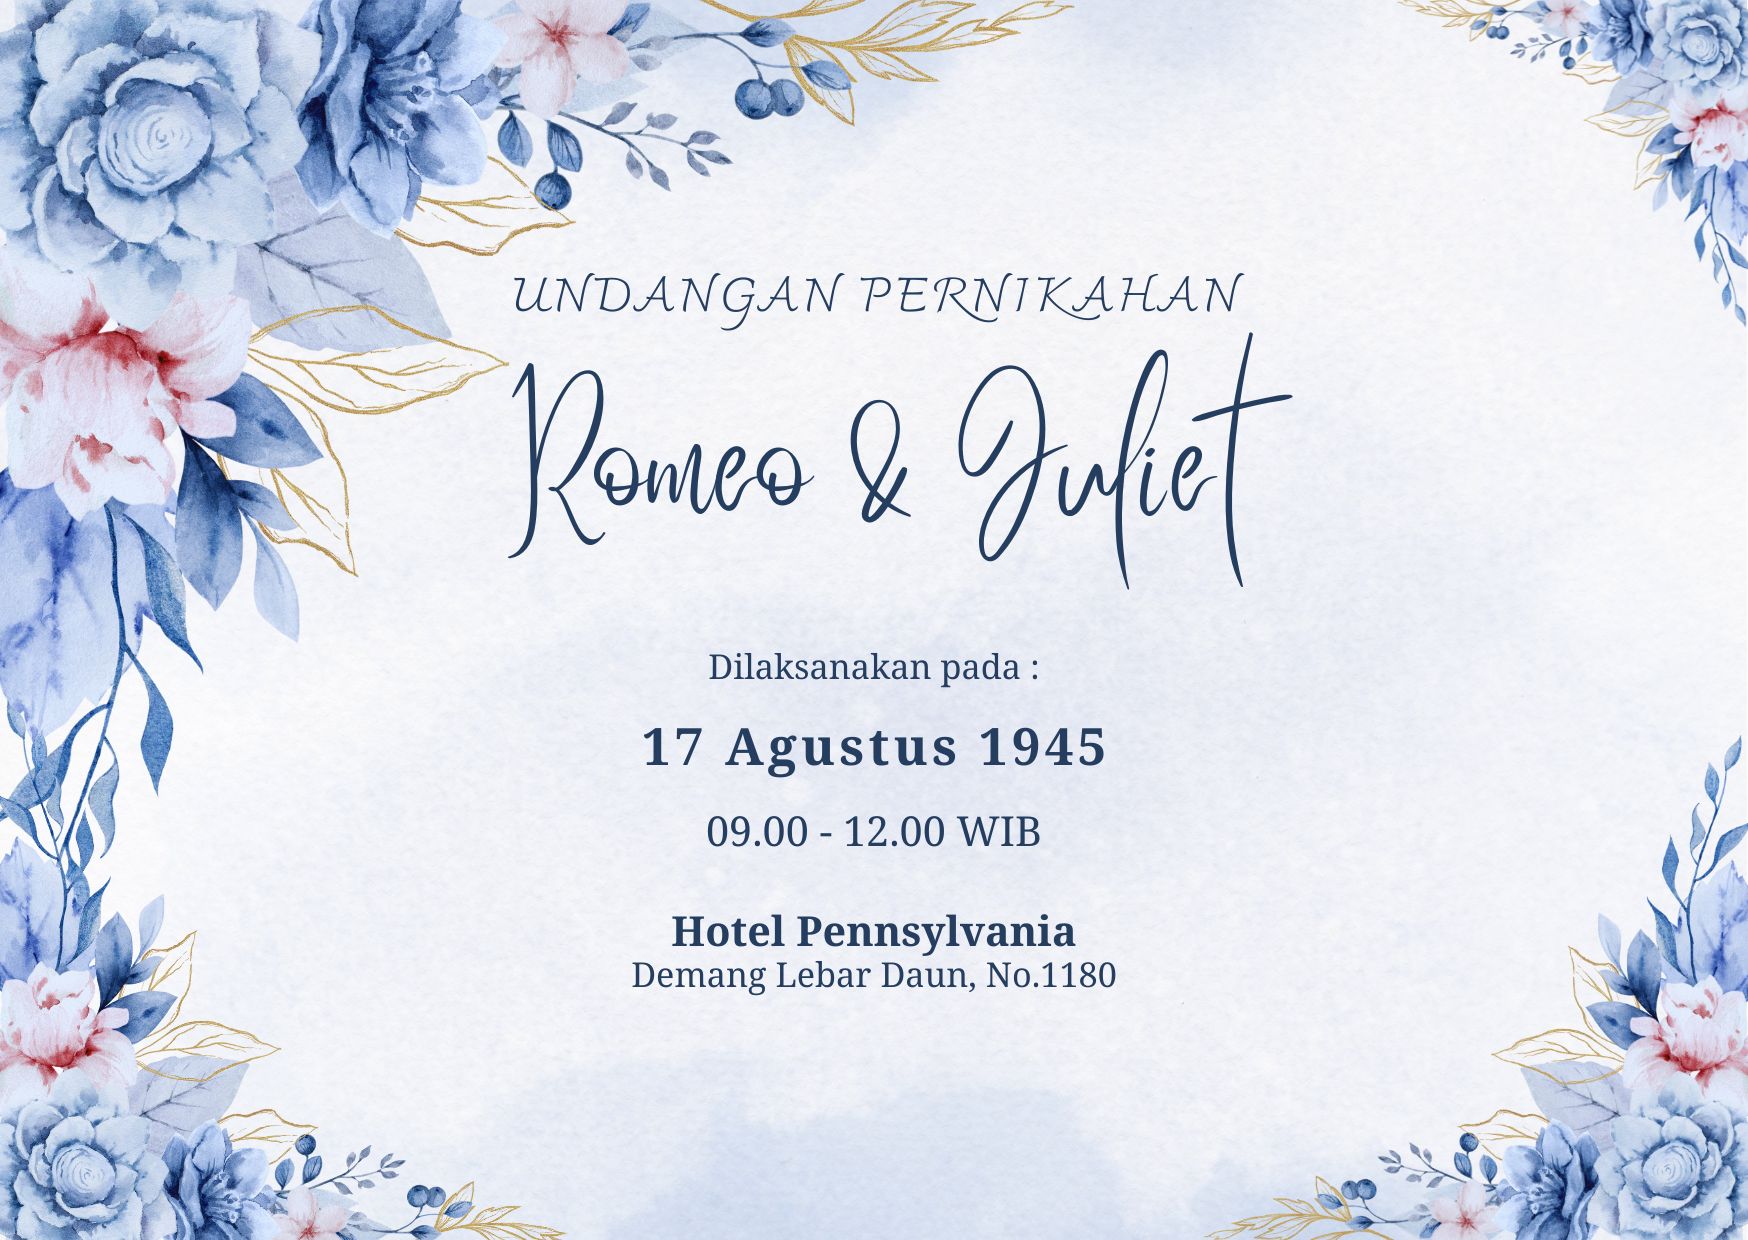 UNDANGAN PERNIKAHAN
Romeo & Juliet
Dilaksanakan pada :
17 Agustus 1945
09.00 - 12.00 WIB
Hotel Pennsylvania
Demang Lebar Daun, No.1180